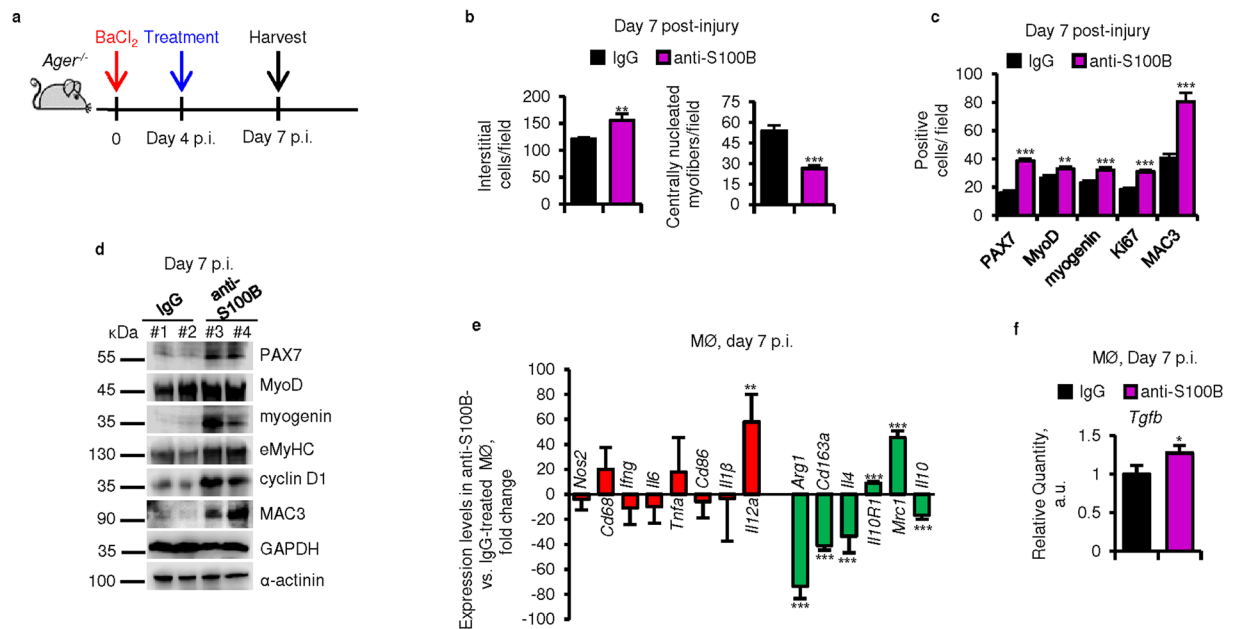 a
BaCl2 Treatment Harvest
Ager-/-
0 Day 4 p.i. Day 7 p.i.
b
Day 7 post-injury
IgG anti-S100B
Interstitial
cells/field
200
150
100
50
0
**
Centrally nucleated
myofibers/field
75
60
45
30
15
0
***
c
Day 7 post-injury
IgG anti-S100B
Positive
cells/ field
100
80
60
40
20
0
*** ** *** *** ***
PAX7 MyoD myogenin Ki67 MAC3
d
Day 7 p.i.
IgG anti-
S100B
κDa #1 #2 #3 #4
55 PAX7
45 MyoD
35 myogenin
130 eMyHC
35 cyclin D1
90 MAC3
35 GAPDH
100 α-actinin
e
MØ, day 7 p.i.
Expression levels in anti-S100B-
vs. IgG-treated MØ,
fold change
100
80
60
40
20
0
-20
-40
-60
-80
-100
Nos2 Cd68 Ifng Il6 Tnfa Cd86 Il1β Il12a Arg1 Cd163a Il4 Il10R1 Mrc1 Il10
** *** *** *** *** *** ***
f
MØ, Day 7 p.i.
IgG anti-S100B
Tgfb
Relative Quantity,
a.u.
1.5
1
0.5
0
*